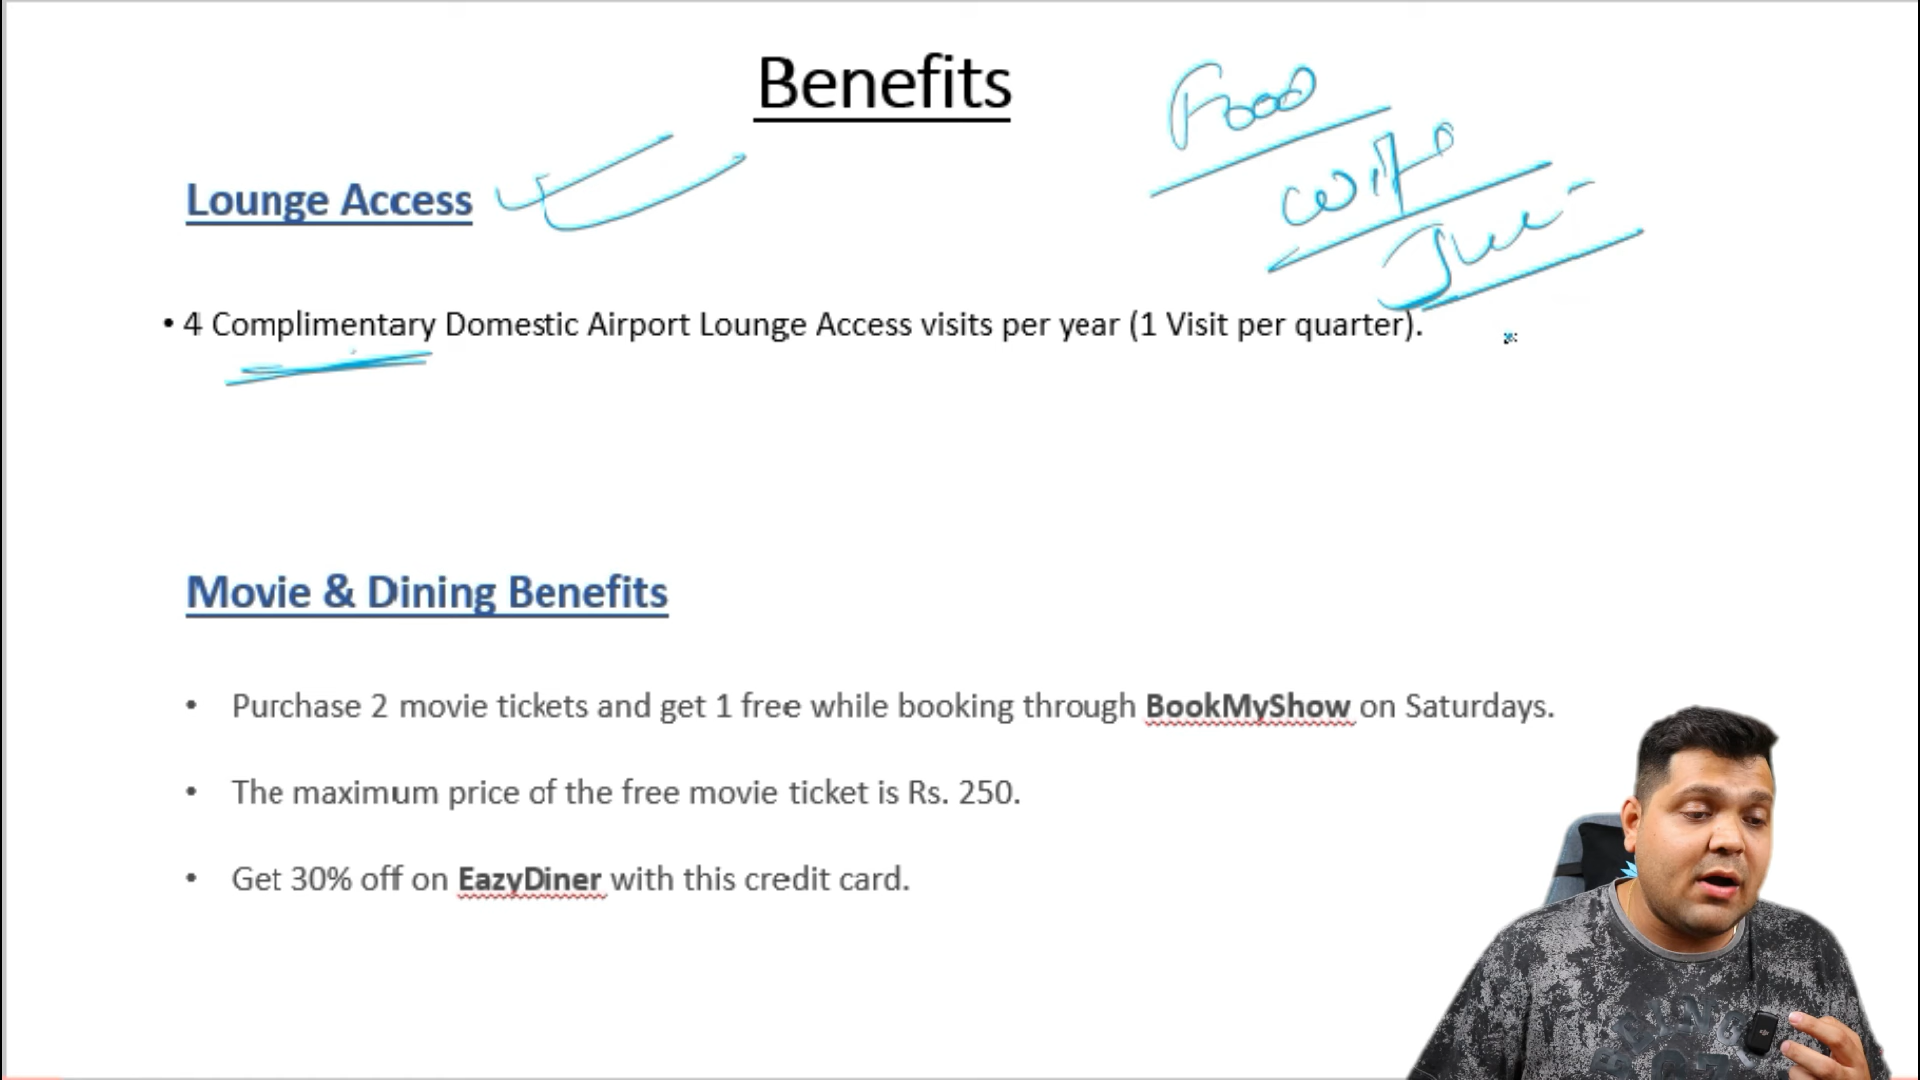 Benefits
Food
Wifi
Lounge Access
• 4 Complimentary Domestic Airport Lounge Access visits per year (1 Visit per quarter).
Movie & Dining Benefits
• Purchase 2 movie tickets and get 1 free while booking through BookMyShow on Saturdays.
• The maximum price of the free movie ticket is Rs. 250.
• Get 30% off on EazyDiner with this credit card.